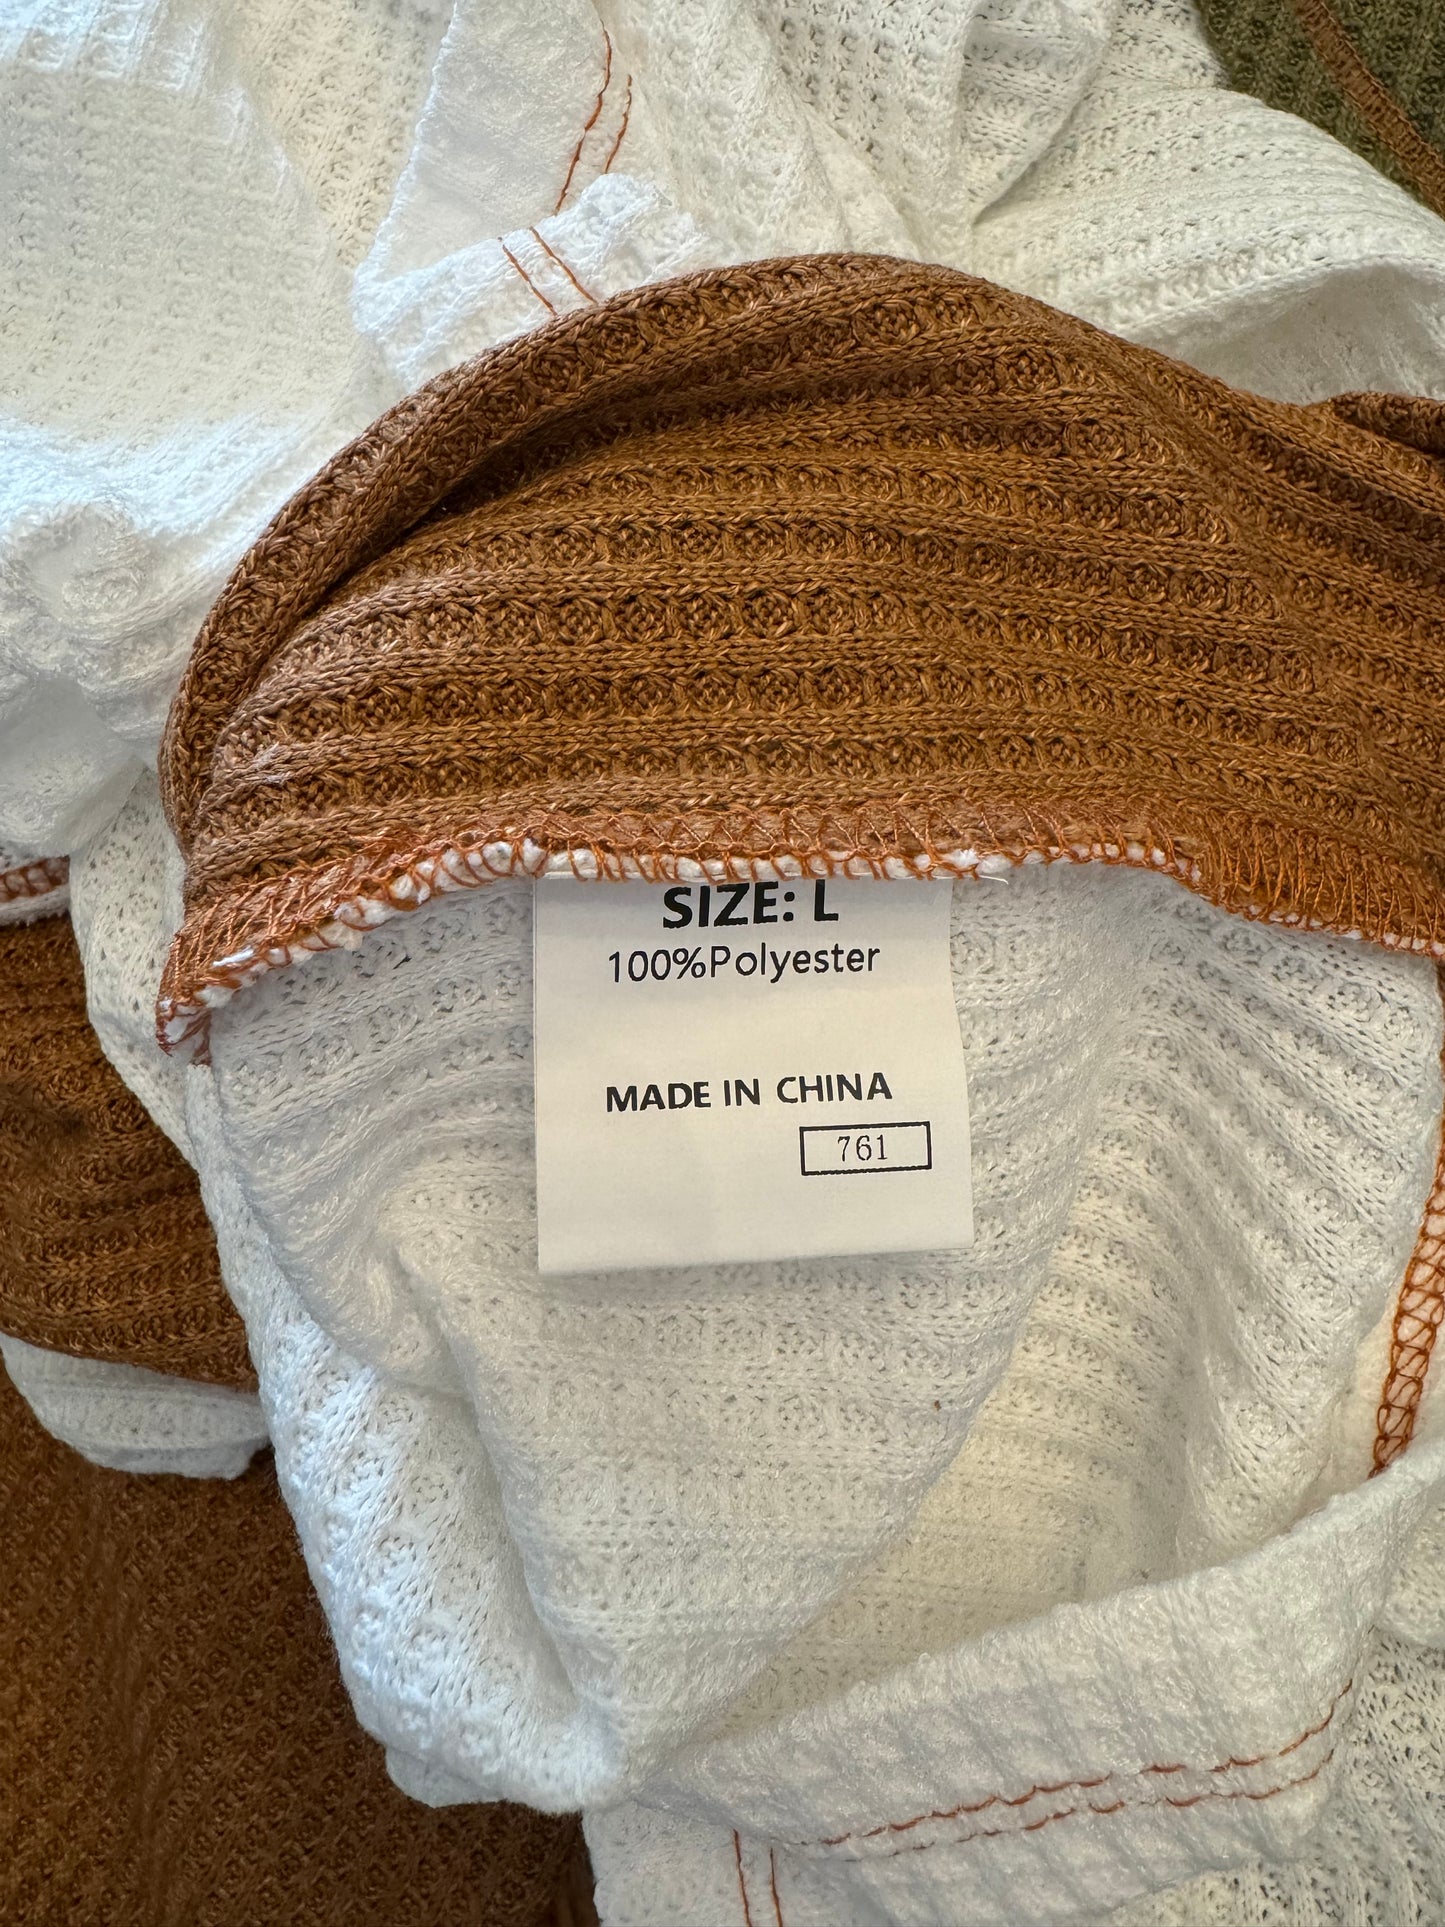 SIZE: L
100%Polyester
MADE IN CHINA
761